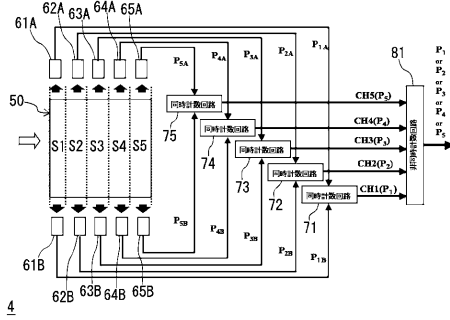 62A 63A 64A 65A
61A
81
P₁
or
P₂
or
P₃
or
P₄
or
P₅
P₅A
P₄A
P₃A
P₂A
P₁A
50
S1 S2 S3 S4 S5
同時計数回路
75
CH5(P₅)
同時計数回路
74
CH4(P₄)
同時計数回路
73
CH3(P₃)
同時計数回路
72
CH2(P₂)
同時計数回路
71
CH1(P₁)
P₅B
P₄B
P₃B
P₂B
P₁B
61B
62B
63B
64B
65B
4